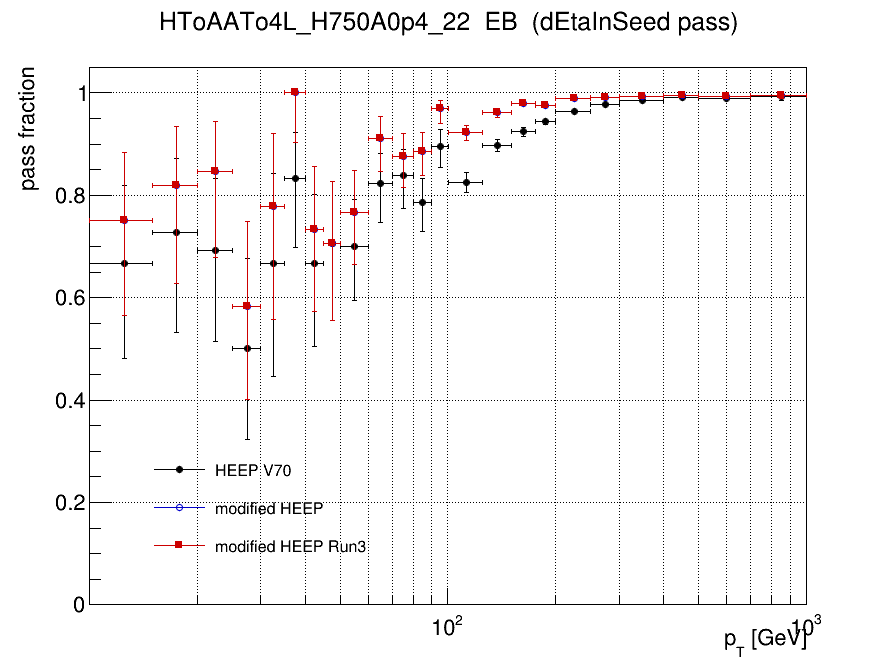 HToAATo4L_H750A0p4_22 EB (dEtaInSeed pass)
pass fraction
1
0.8
0.6
0.4
0.2
0
HEEP V70
modified HEEP
modified HEEP Run3
10²
10³
p_T [GeV]